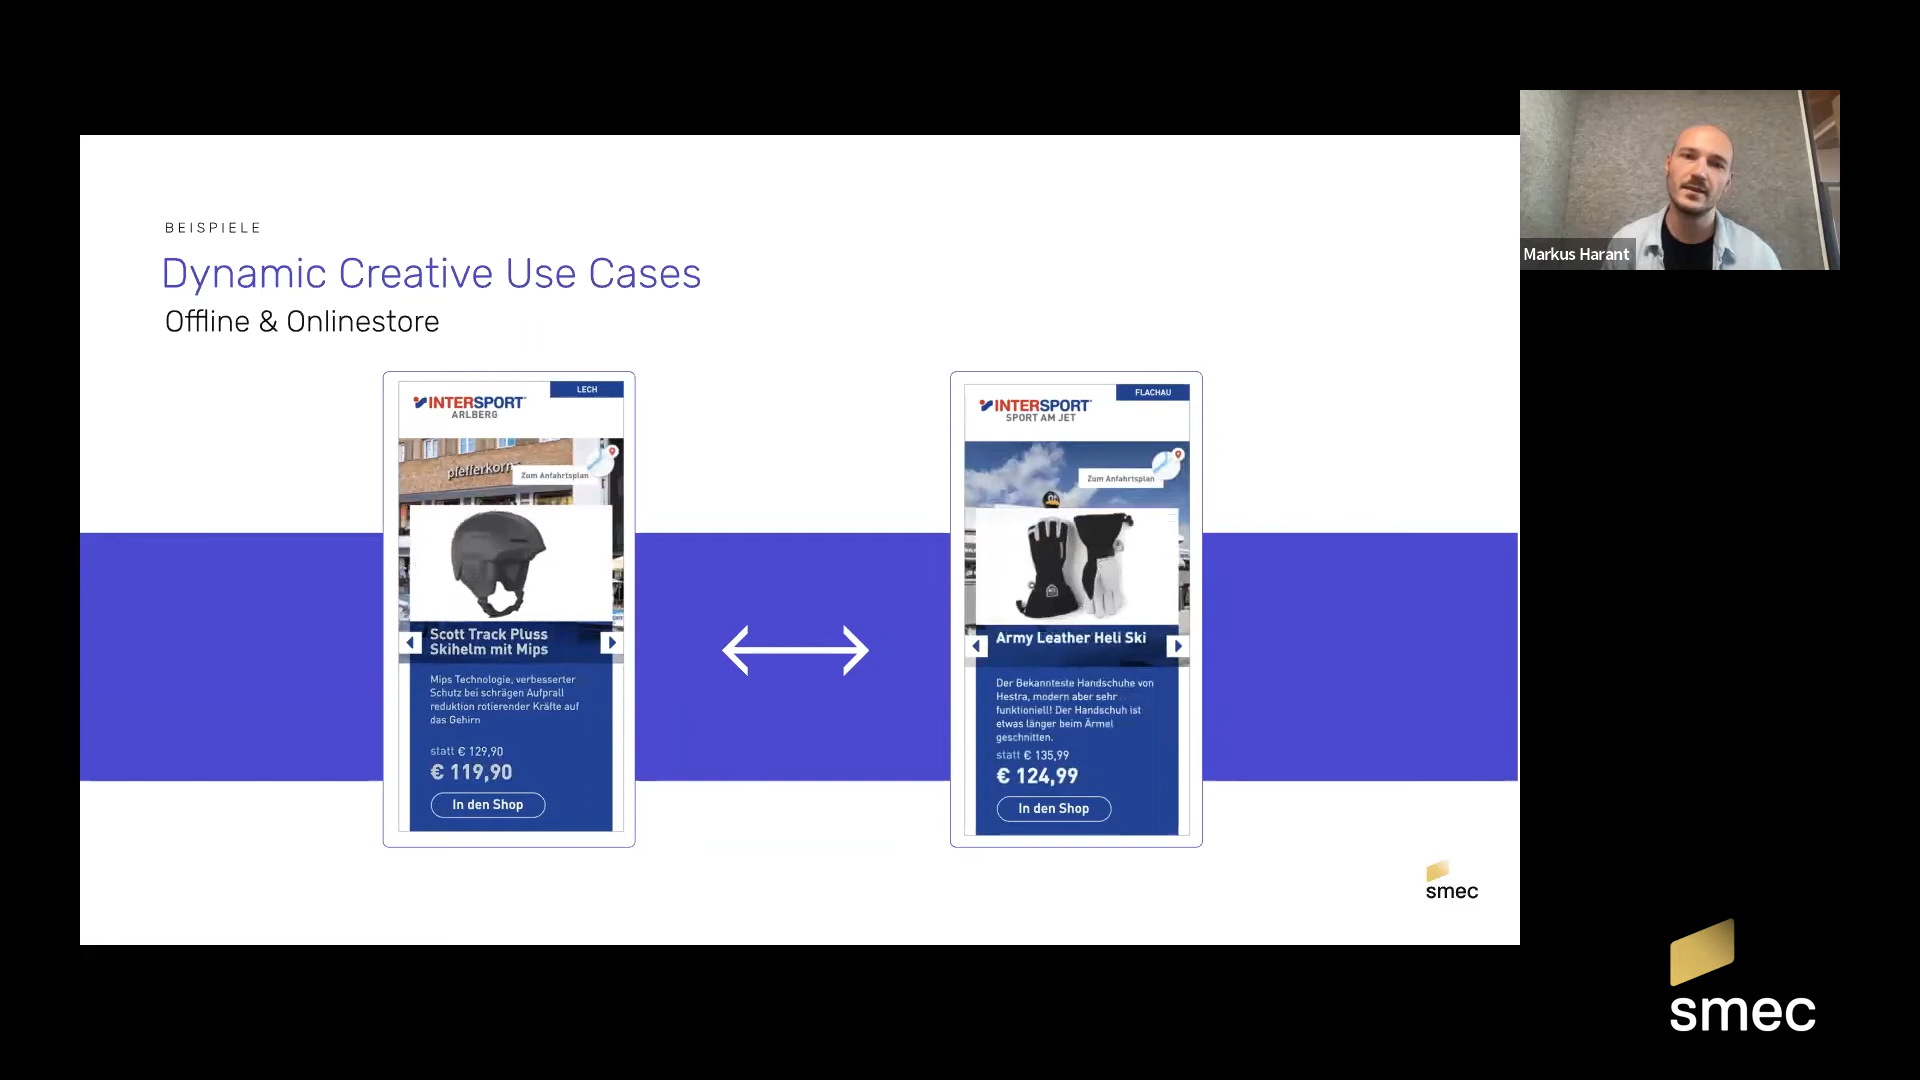 BEISPIELE
Dynamic Creative Use Cases
Offline & Onlinestore
LECH
INTERSPORT
ARLBERG
pfefferkorn
Zum Anfahrtsplan
Scott Track Pluss
Skihelm mit Mips
Mips Technologie, verbesserter
Schutz bei schrägen Aufprall
reduktion rotierender Kräfte auf
das Gehirn
statt € 129,90
€ 119,90
In den Shop
FLACHAU
INTERSPORT
SPORT AM JET
Zum Anfahrtsplan
Army Leather Heli Ski
Der Bekannteste Handschuhe von
Hestra, modern aber sehr
funktioniell! Der Handschuh ist
etwas länger beim Ärmel
geschnitten.
statt € 135,99
€ 124,99
In den Shop
smec
Markus Harant
smec